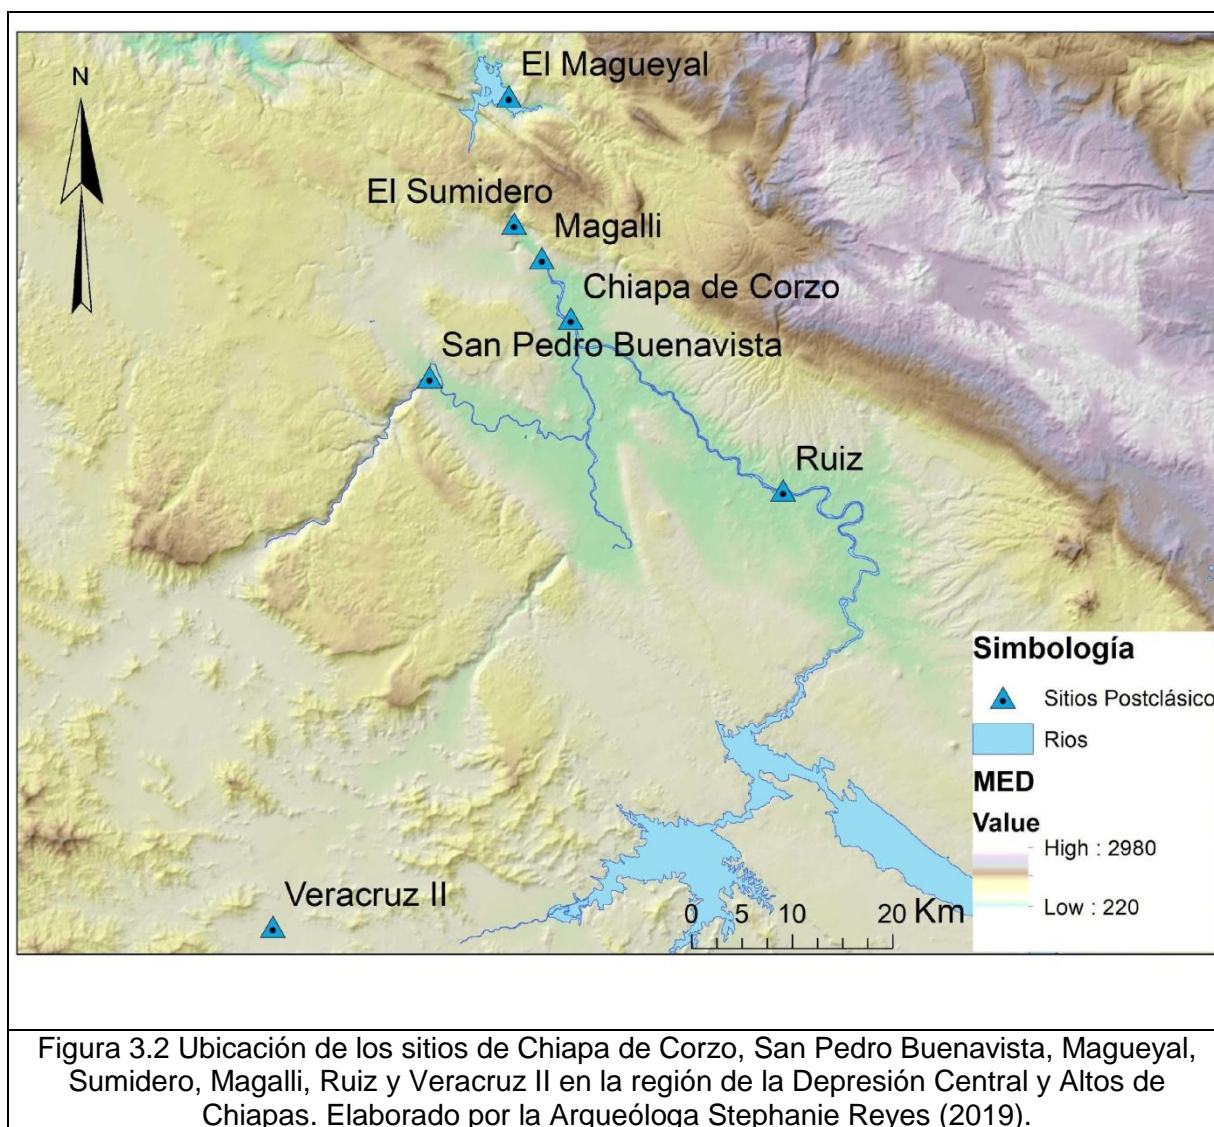 N
El Magueyal
El Sumidero
Magalli
Chiapa de Corzo
San Pedro Buenavista
Ruiz
Veracruz II
Simbología
Sitios Postclásico
Rios
MED
Value
High : 2980
Low : 220
0 5 10 20 Km
Figura 3.2 Ubicación de los sitios de Chiapa de Corzo, San Pedro Buenavista, Magueyal,
Sumidero, Magalli, Ruiz y Veracruz II en la región de la Depresión Central y Altos de
Chiapas. Elaborado por la Arqueóloga Stephanie Reyes (2019).